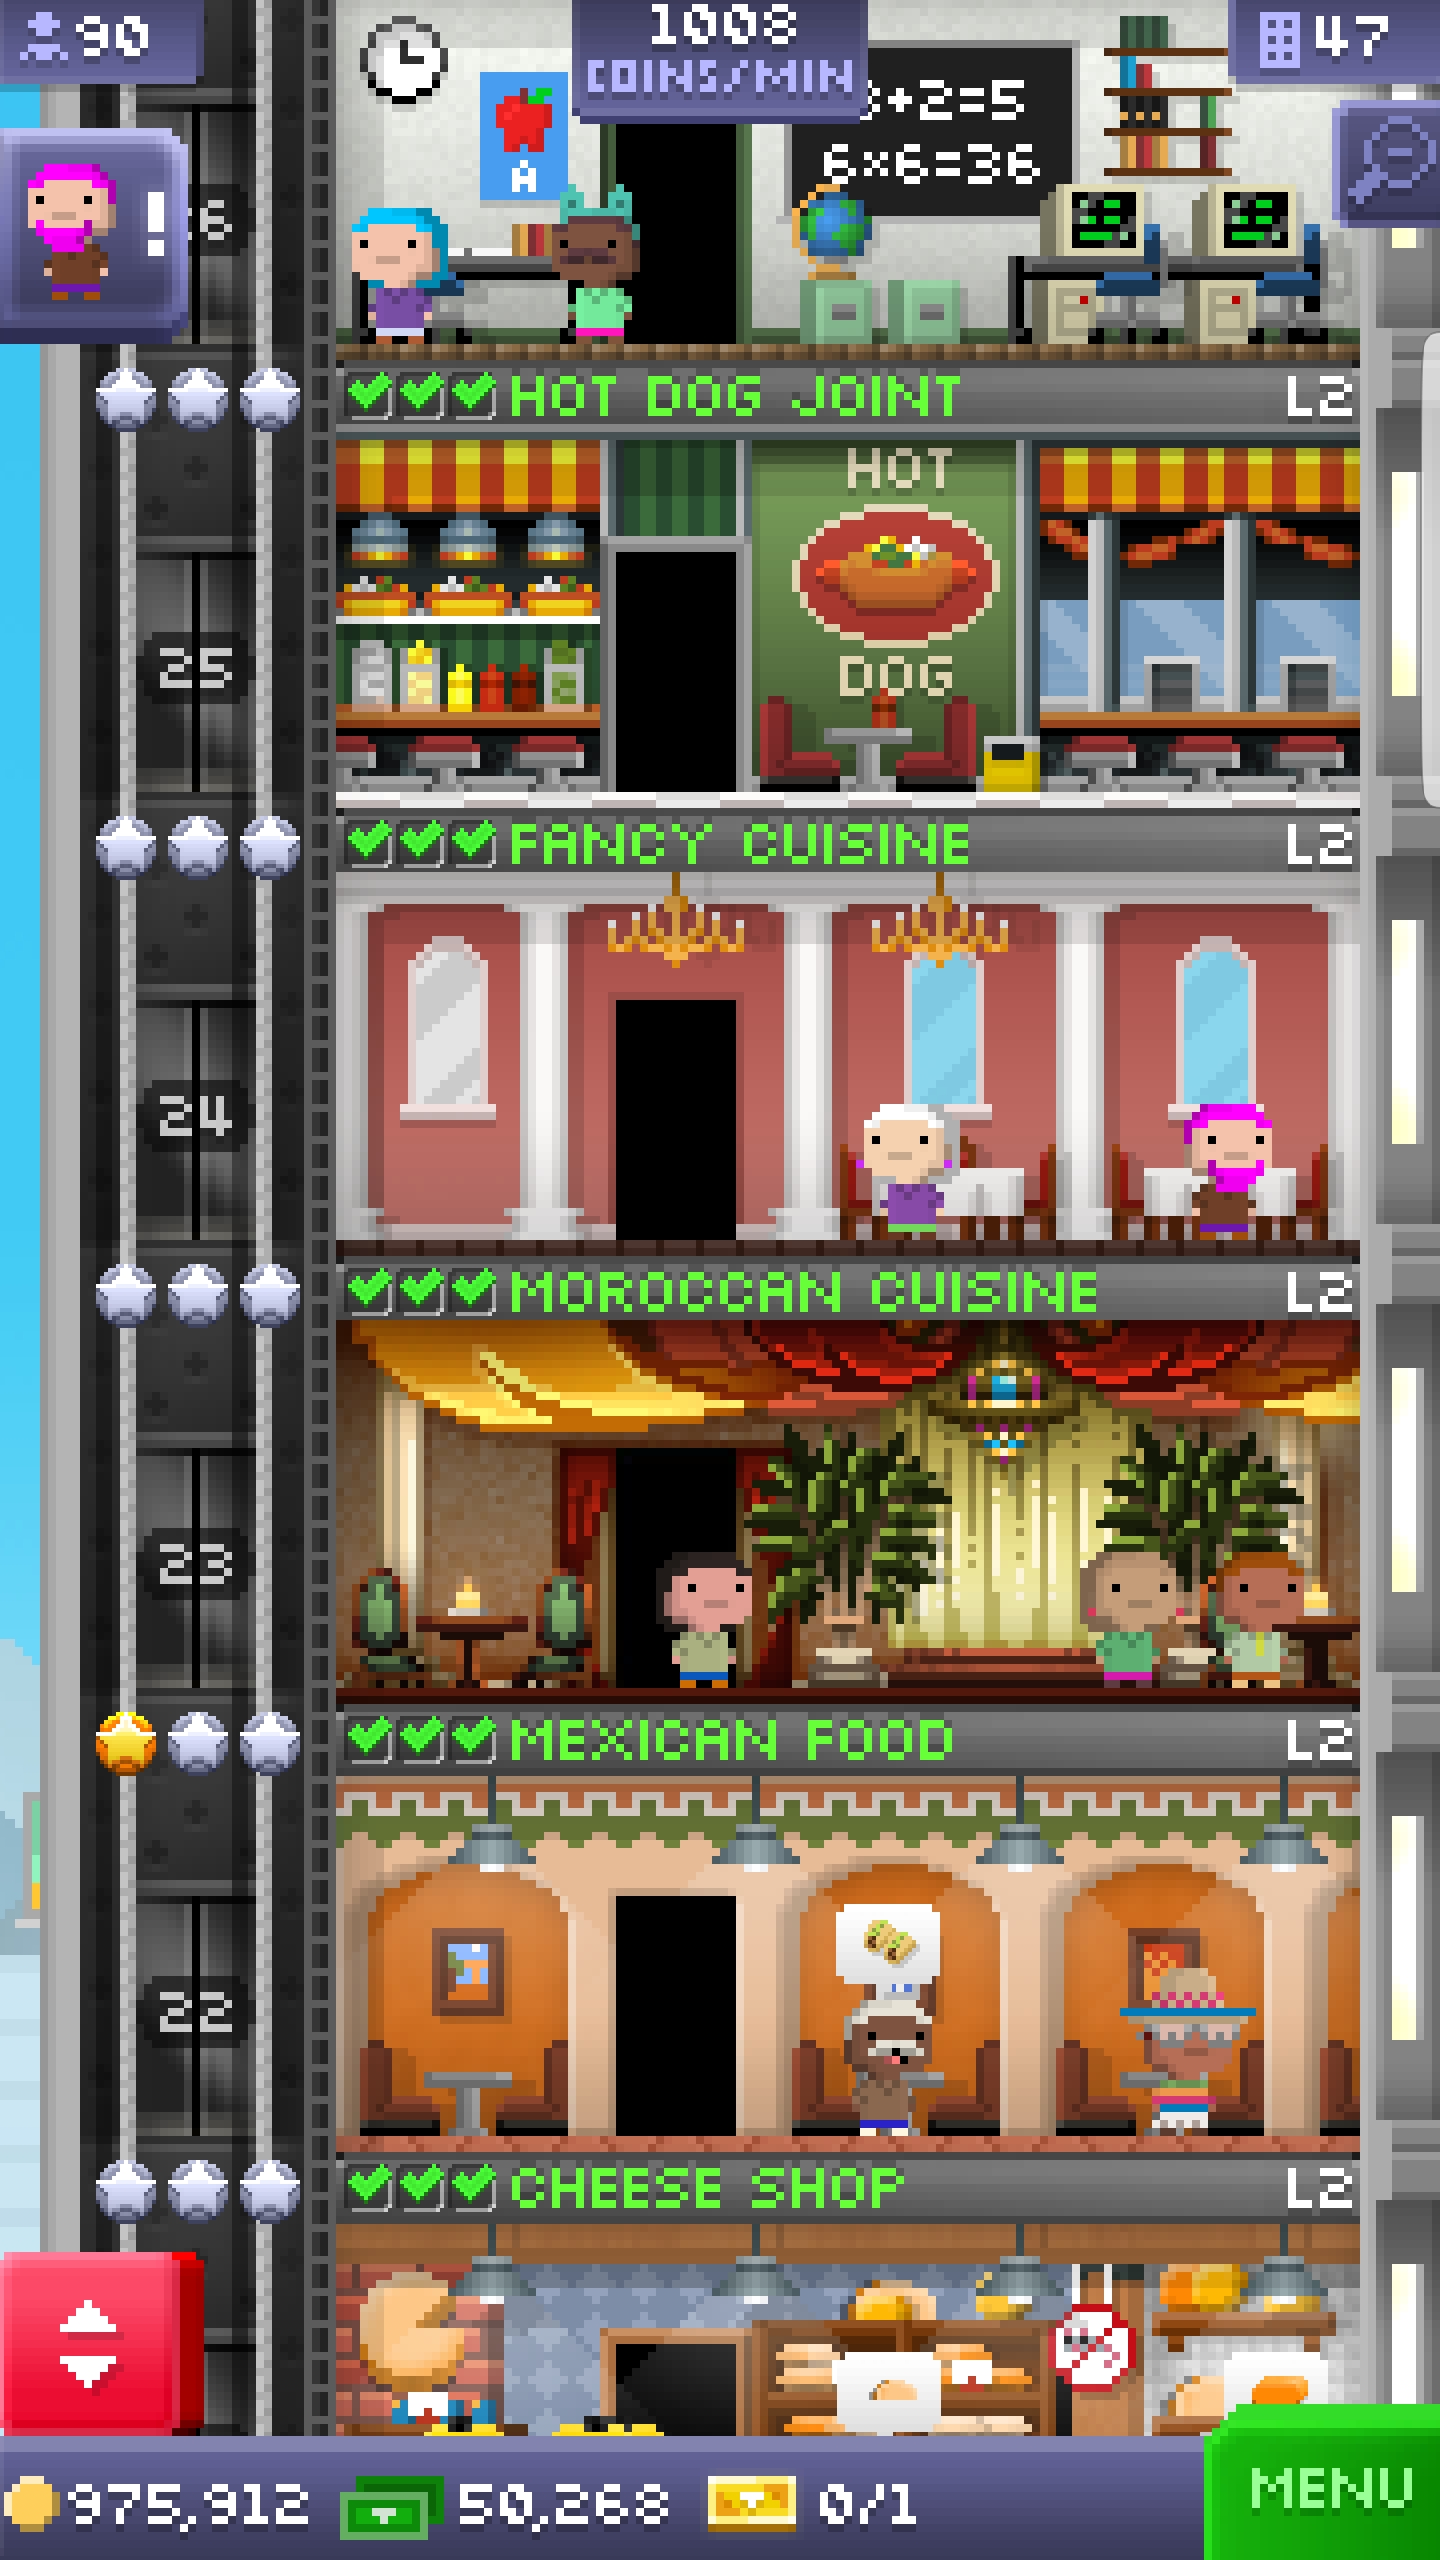 90
1008
COINS/MIN
47
!
A
+2=5
6×6=36
HOT DOG JOINT L2
HOT
DOG
25
FANCY CUISINE L2
24
MOROCCAN CUISINE L2
23
MEXICAN FOOD L2
22
CHEESE SHOP L2
975,912 50,268 0/1
MENU